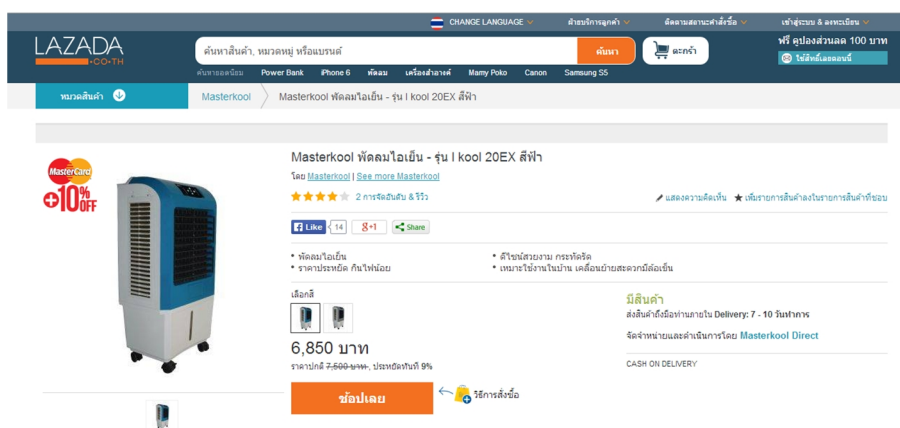 CHANGE LANGUAGE ฝ่ายบริการลูกค้า ติดตามสถานะคำสั่งซื้อ เข้าสู่ระบบ & ลงทะเบียน
LAZADA
.CO.TH
ค้นหาสินค้า, หมวดหมู่ หรือแบรนด์ ค้นหา ตะกร้า
ฟรี คูปองส่วนลด 100 บาท
ใช้สิทธิ์เลยตอนนี้
ค้นหายอดนิยม Power Bank iPhone 6 พัดลม เครื่องสำอางค์ Mamy Poko Canon Samsung S5
หมวดสินค้า Masterkool Masterkool พัดลมไอเย็น - รุ่น I kool 20EX สีฟ้า
MasterCard
+10% OFF
Masterkool พัดลมไอเย็น - รุ่น I kool 20EX สีฟ้า
โดย Masterkool | See more Masterkool
2 การจัดอันดับ & รีวิว แสดงความคิดเห็น เพิ่มรายการสินค้าลงในรายการสินค้าที่ชอบ
Like 14 g+1 Share
• พัดลมไอเย็น • ดีไซน์สวยงาม กระทัดรัด
• ราคาประหยัด กินไฟน้อย • เหมาะใช้งานในบ้าน เคลื่อนย้ายสะดวกมีล้อเข็น
เลือกสี
มีสินค้า
ส่งสินค้าถึงมือท่านภายใน Delivery: 7 - 10 วันทำการ
จัดจำหน่ายและดำเนินการโดย Masterkool Direct
6,850 บาท
ราคาปกติ 7,500 บาท , ประหยัดทันที 9%
CASH ON DELIVERY
ช้อปเลย วิธีการสั่งซื้อ